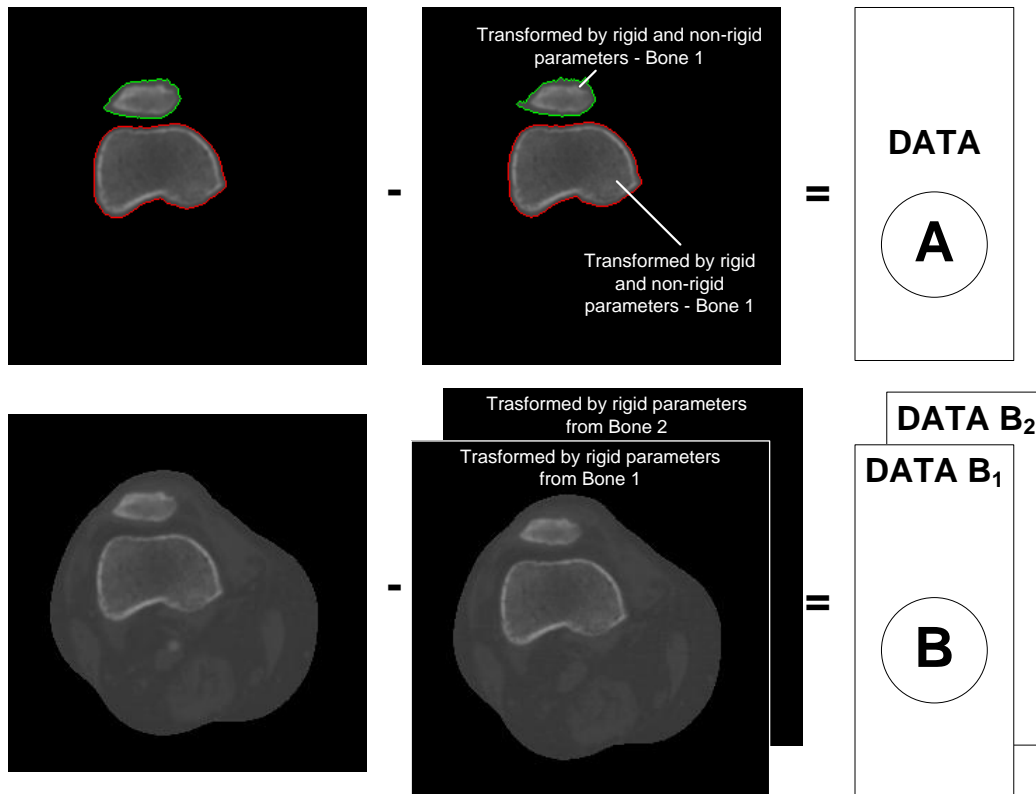 Transformed by rigid and non-rigid
parameters - Bone 1
-
=
DATA
A
Transformed by rigid
and non-rigid
parameters - Bone 1
Trasformed by rigid parameters
from Bone 2
Trasformed by rigid parameters
from Bone 1
-
=
DATA B₂
DATA B₁
B